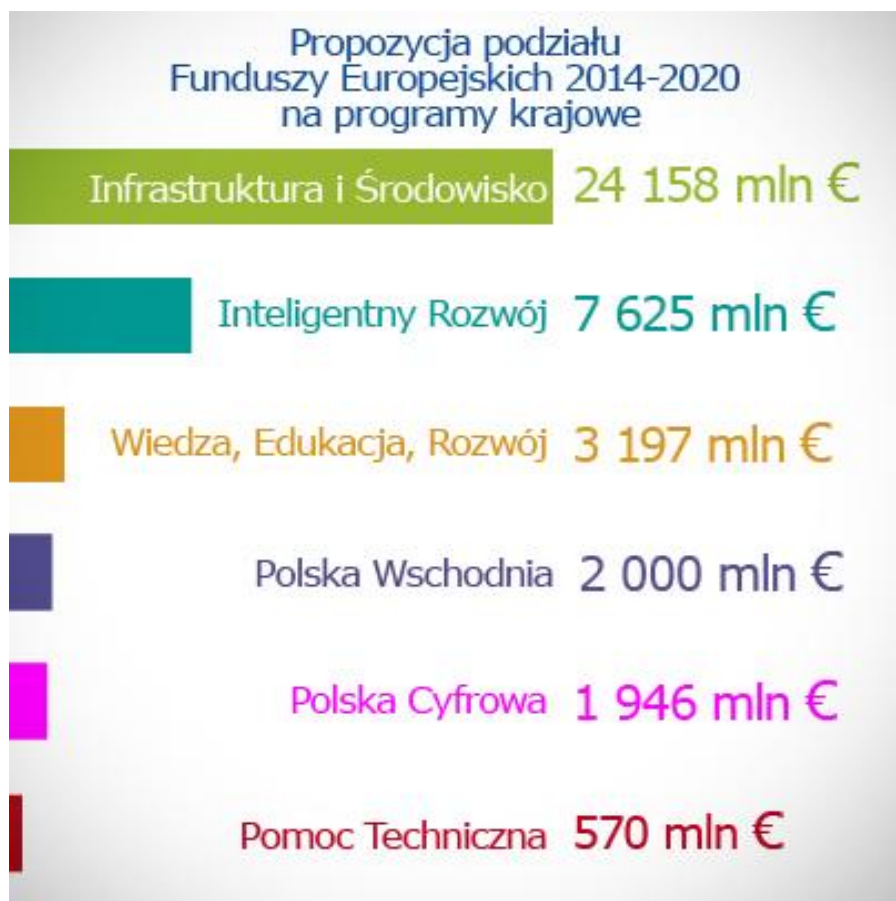 Propozycja podziału
Funduszy Europejskich 2014-2020
na programy krajowe
Infrastruktura i Środowisko 24 158 mln €
Inteligentny Rozwój 7 625 mln €
Wiedza, Edukacja, Rozwój 3 197 mln €
Polska Wschodnia 2 000 mln €
Polska Cyfrowa 1 946 mln €
Pomoc Techniczna 570 mln €